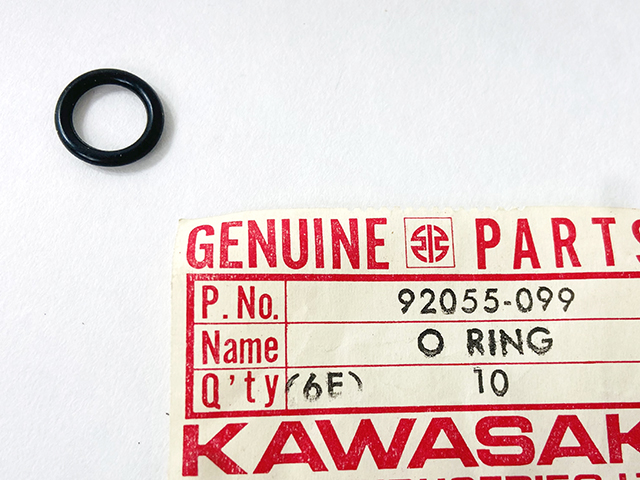 GENUINE PARTS
P. No. 92055-099
Name O RING
Q'ty (6E) 10
KAWASAK